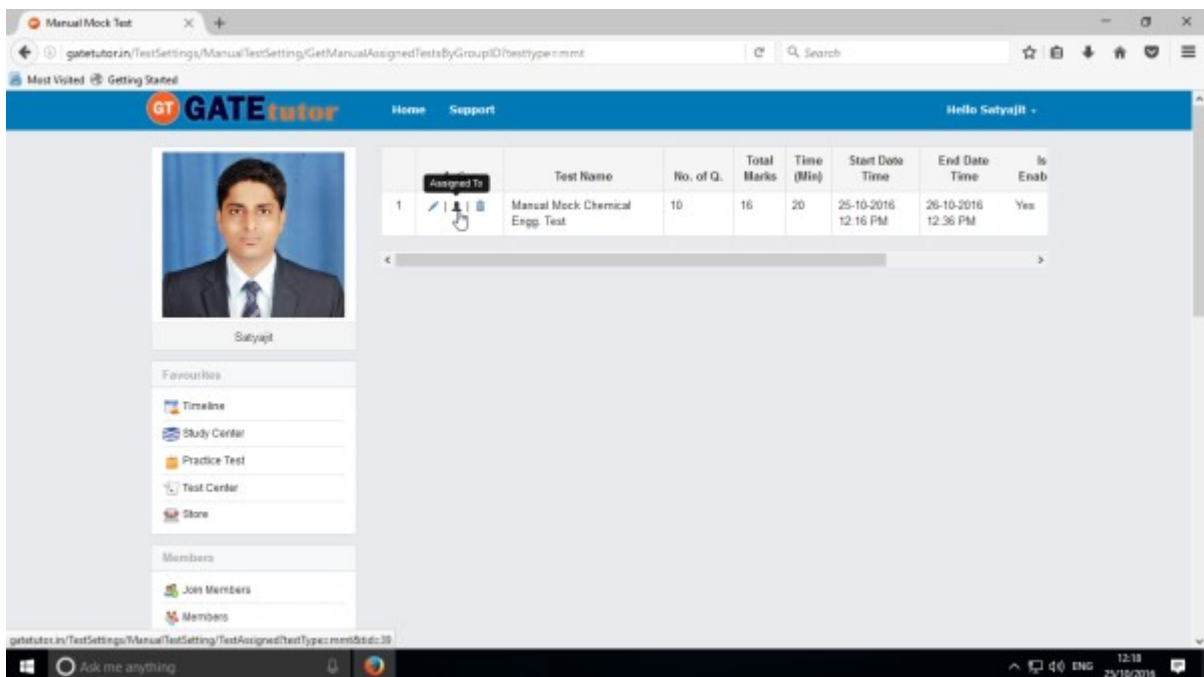 Manual Mock Test
gatetutor.in/TestSettings/ManualTestSetting/GetManualAssignedTestsByGroupID?testtype=mmt
Search
Most Visited Getting Started
GT GATEtutor Home Support Hello Satyajit
Assigned To
Test Name
No. of Q.
Total Marks
Time (Min)
Start Date Time
End Date Time
Is Enab
1 | | Manual Mock Chemical 10 16 20 25-10-2016 26-10-2016 Yes
Engg. Test 12:16 PM 12:36 PM
Satyajit
Favourites
Timeline
Study Center
Practice Test
Test Center
Store
Members
Join Members
Members
gatetutor.in/TestSettings/ManualTestSetting/TestAssigned?testType=mmt&tid=39
Ask me anything
ENG
12:18
25/10/2016